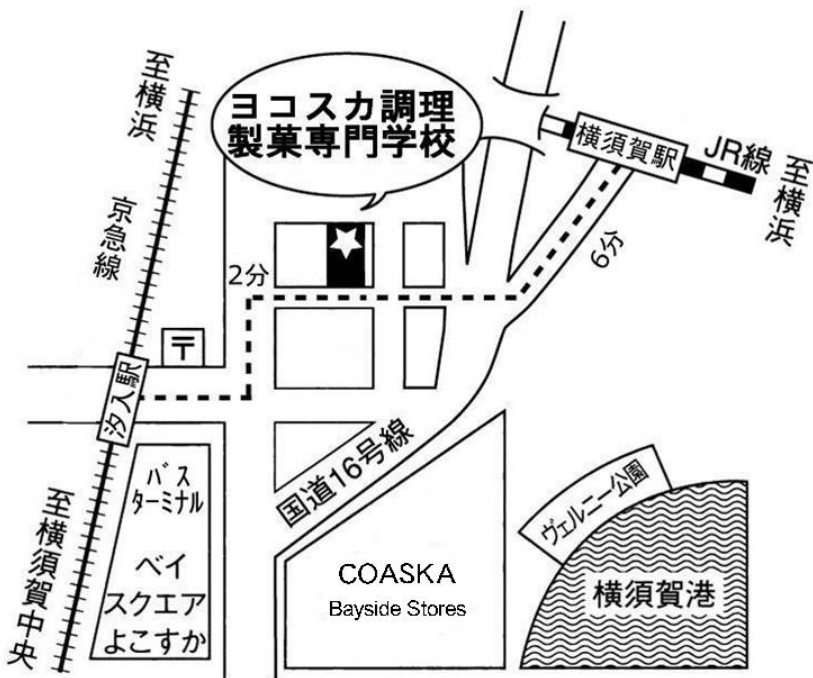 至横浜
京急線
ヨコスカ調理
製菓専門学校
横須賀駅
JR線
至横浜
2分
6分
〒
汐入駅
至横須賀中央
バス
ターミナル
ベイ
スクエア
よこすか
国道16号線
COASKA
Bayside Stores
ヴェルニー公園
横須賀港